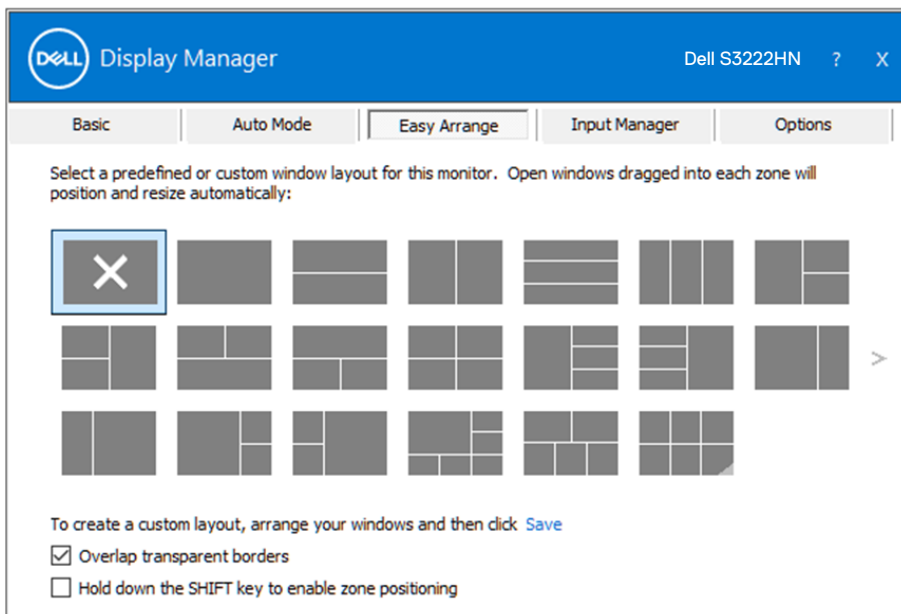 DELL Display Manager Dell S3222HN ? X
Basic Auto Mode Easy Arrange Input Manager Options
Select a predefined or custom window layout for this monitor. Open windows dragged into each zone will
position and resize automatically:
>
To create a custom layout, arrange your windows and then click Save
Overlap transparent borders
Hold down the SHIFT key to enable zone positioning